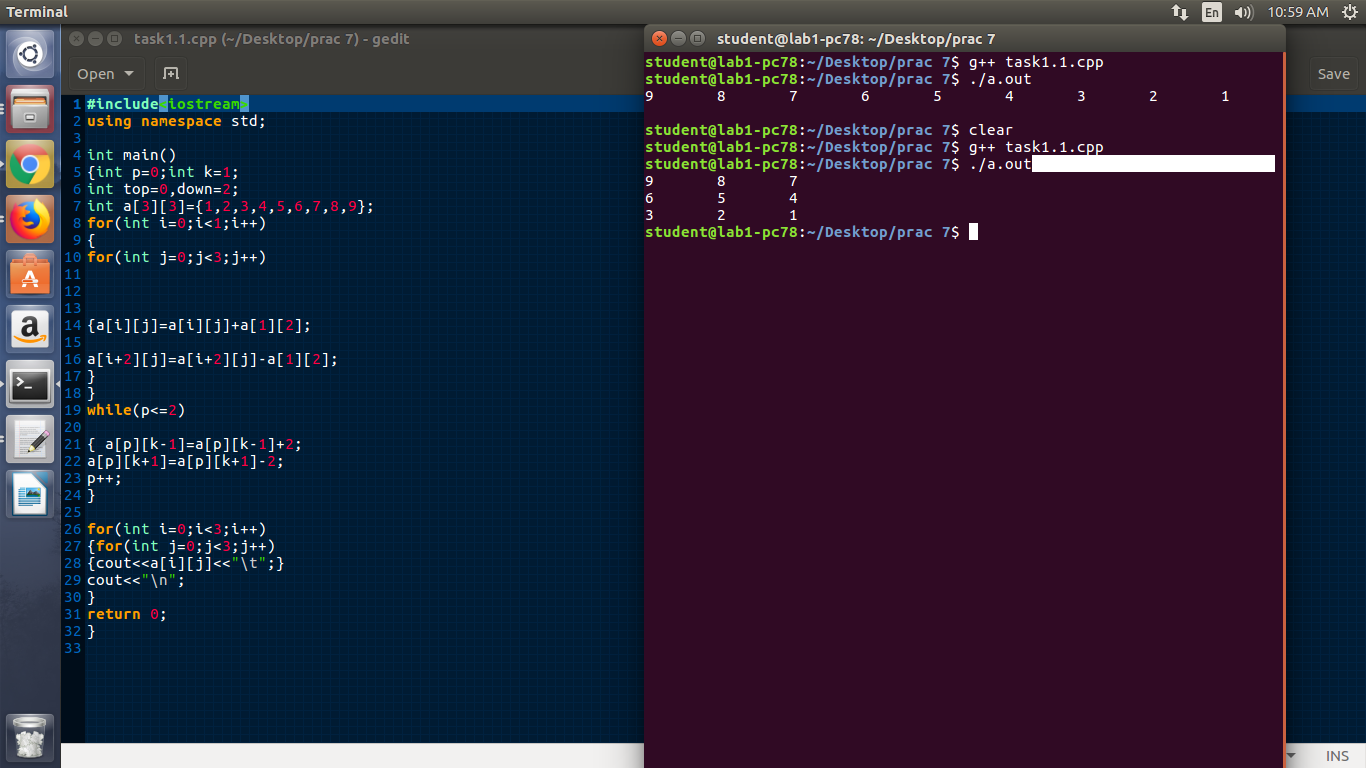 Terminal
En
10:59 AM
task1.1.cpp (~/Desktop/prac 7) - gedit
Open
Save
1 #include<iostream>
2 using namespace std;
3
4 int main()
5 {int p=0;int k=1;
6 int top=0,down=2;
7 int a[3][3]={1,2,3,4,5,6,7,8,9};
8 for(int i=0;i<1;i++)
9 {
10 for(int j=0;j<3;j++)
11
12
13
14 {a[i][j]=a[i][j]+a[1][2];
15
16 a[i+2][j]=a[i+2][j]-a[1][2];
17 }
18 }
19 while(p<=2)
20
21 { a[p][k-1]=a[p][k-1]+2;
22 a[p][k+1]=a[p][k+1]-2;
23 p++;
24 }
25
26 for(int i=0;i<3;i++)
27 {for(int j=0;j<3;j++)
28 {cout<<a[i][j]<<"\t";}
29 cout<<"\n";
30 }
31 return 0;
32 }
33
INS
student@lab1-pc78: ~/Desktop/prac 7
student@lab1-pc78:~/Desktop/prac 7$ g++ task1.1.cpp
student@lab1-pc78:~/Desktop/prac 7$ ./a.out
9 8 7 6 5 4 3 2 1
student@lab1-pc78:~/Desktop/prac 7$ clear
student@lab1-pc78:~/Desktop/prac 7$ g++ task1.1.cpp
student@lab1-pc78:~/Desktop/prac 7$ ./a.out
9 8 7
6 5 4
3 2 1
student@lab1-pc78:~/Desktop/prac 7$